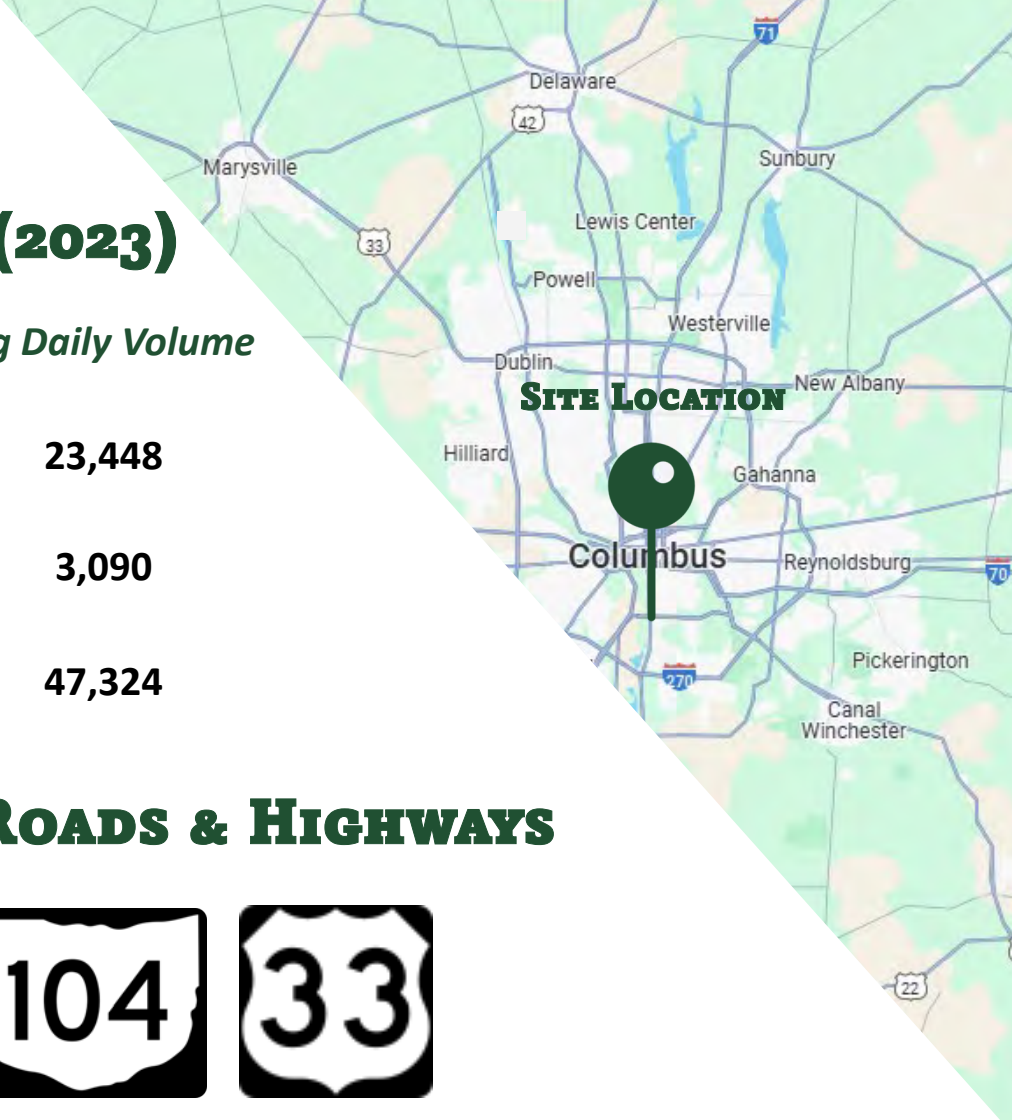 71
Delaware
42
Marysville
Sunbury
(2023)
Lewis Center
33
Powell
Westerville
Daily Volume
Dublin
New Albany
SITE LOCATION
23,448
Hilliard
Gahanna
3,090
Columbus
Reynoldsburg
70
47,324
270
Pickerington
Canal
Winchester
ROADS & HIGHWAYS
104
33
22